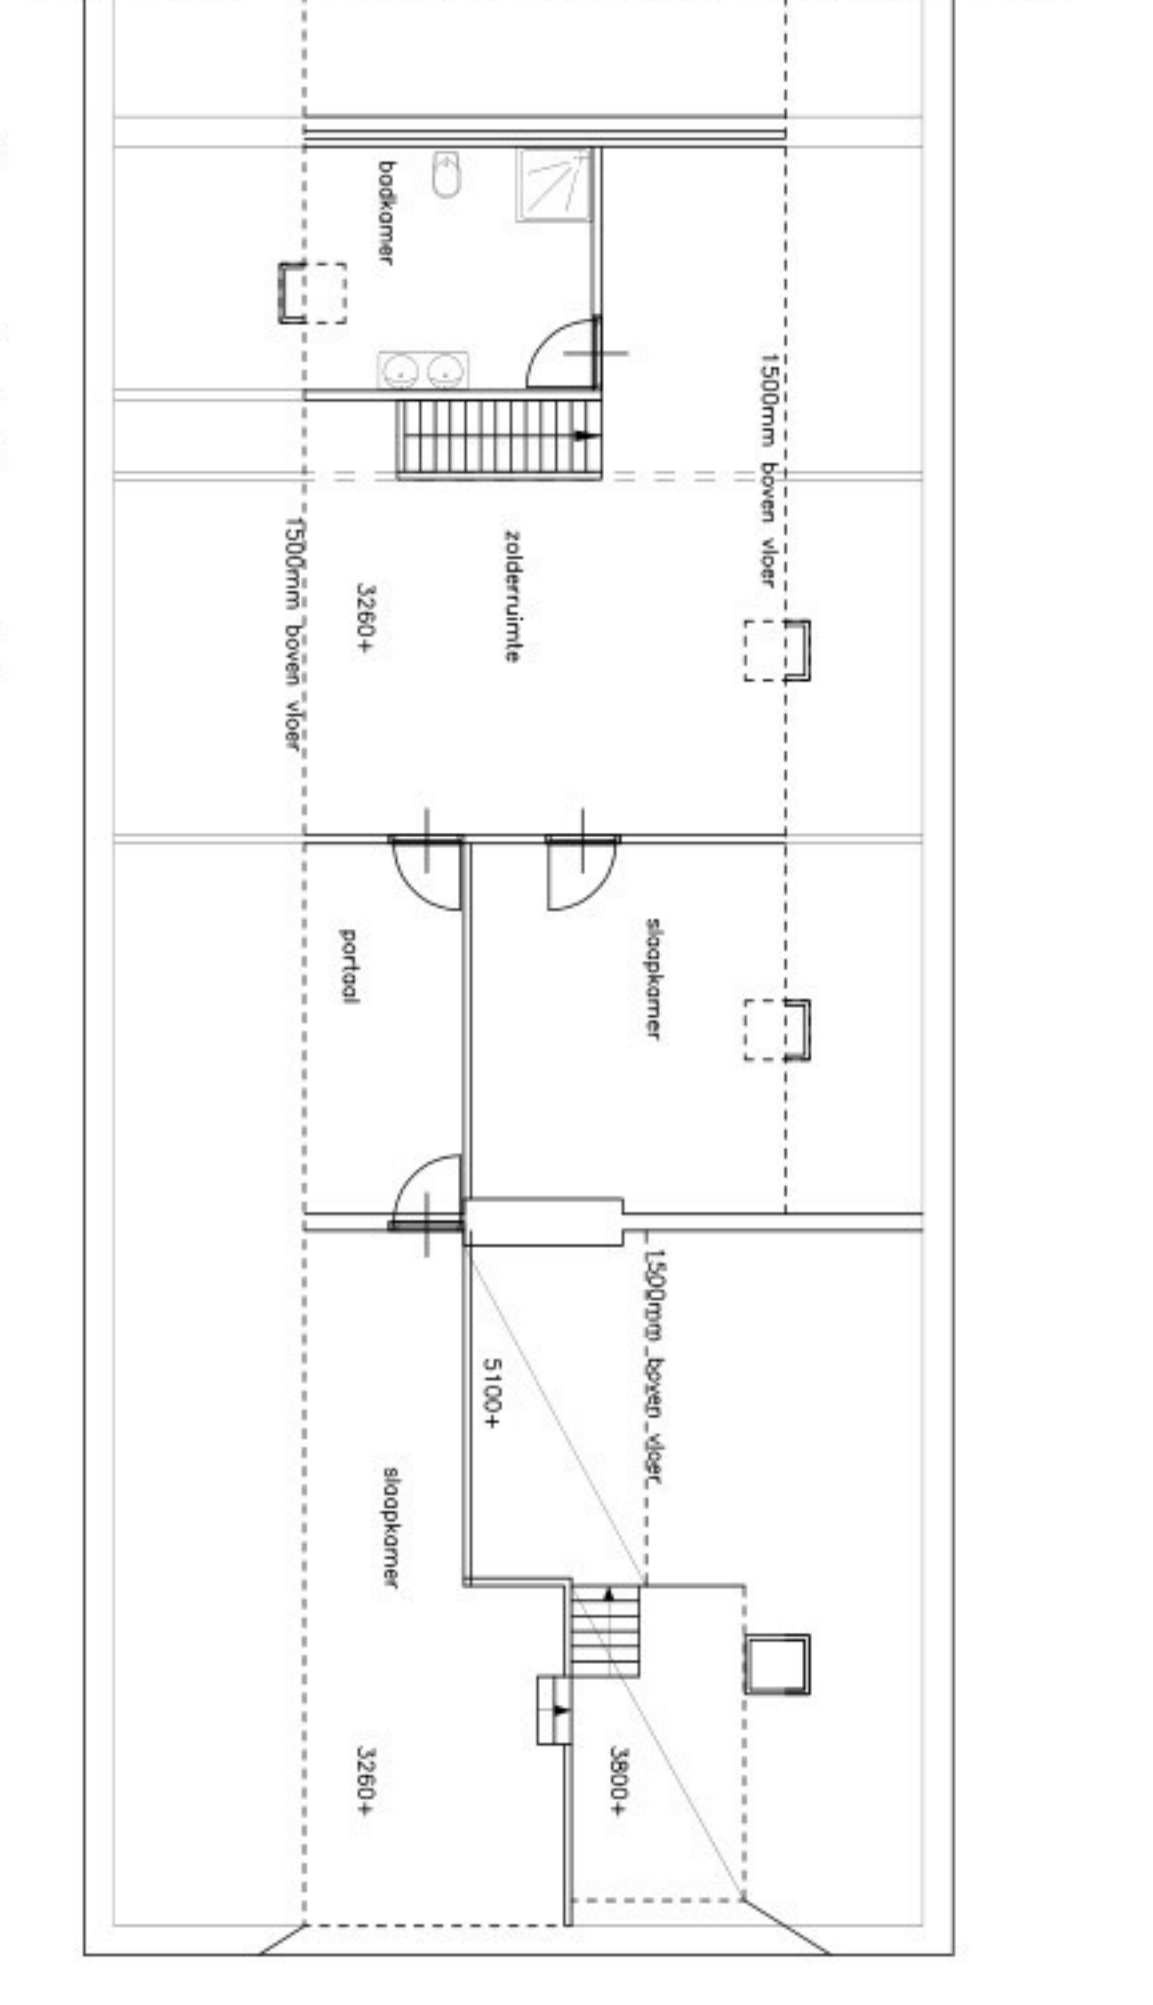 badkamer
1500mm boven vloer
zolderruimte
3260+
1500mm boven vloer
slaapkamer
portaal
1500mm boven vloer
5100+
slaapkamer
3800+
3260+